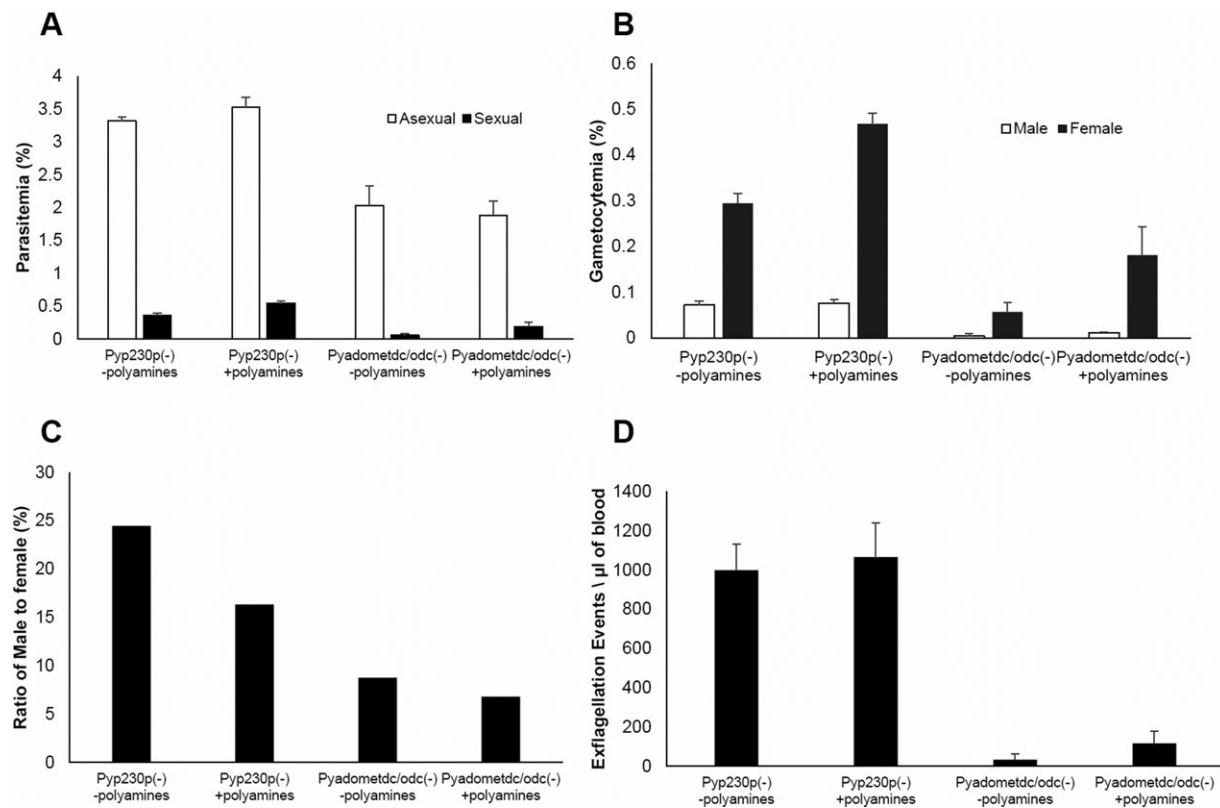 A
4
3.5
3
2.5
2
1.5
1
0.5
0
Parasitemia (%)
Asexual
Sexual
Pyp230p(-)
-polyamines
Pyp230p(-)
+polyamines
Pyadometdc/odc(-)
-polyamines
Pyadometdc/odc(-)
+polyamines
B
0.6
0.5
0.4
0.3
0.2
0.1
0
Gametocytemia (%)
Male
Female
Pyp230p(-)
-polyamines
Pyp230p(-)
+polyamines
Pyadometdc/odc(-)
-polyamines
Pyadometdc/odc(-)
+polyamines
C
30
25
20
15
10
5
0
Ratio of Male to female (%)
Pyp230p(-)
-polyamines
Pyp230p(-)
+polyamines
Pyadometdc/odc(-)
-polyamines
Pyadometdc/odc(-)
+polyamines
D
1400
1200
1000
800
600
400
200
0
Exflagellation Events \ µl of blood
Pyp230p(-)
-polyamines
Pyp230p(-)
+polyamines
Pyadometdc/odc(-)
-polyamines
Pyadometdc/odc(-)
+polyamines